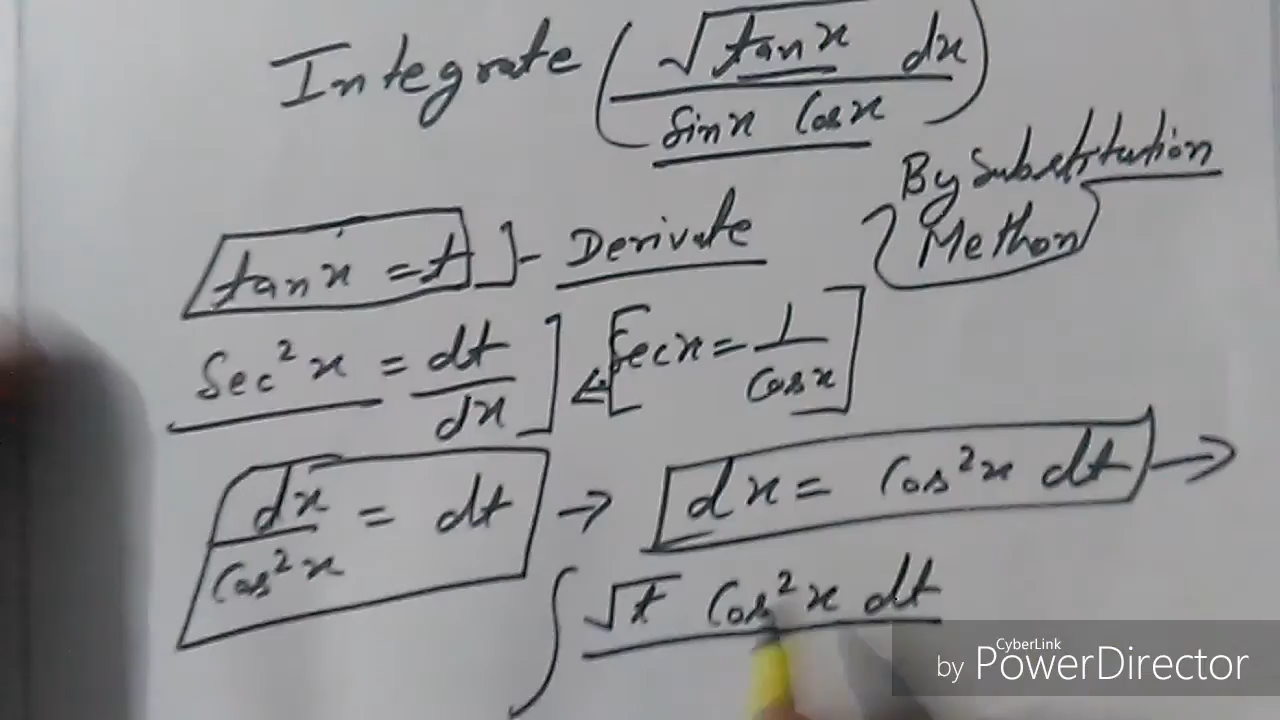 Integrate (√tanx dx / Sinx Cosx)
By Substitution
Methon
tanx = t ]- Derivate
Sec²x = dt/dx ] ← [Secx = 1/Cosx]
dx/Cos²x = dt → dx = Cos²x dt →
∫ √t Cos²x dt
CyberLink
by PowerDirector